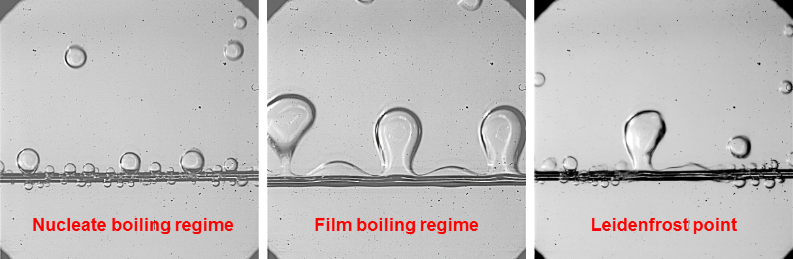 Nucleate boiling regime
Film boiling regime
Leidenfrost point